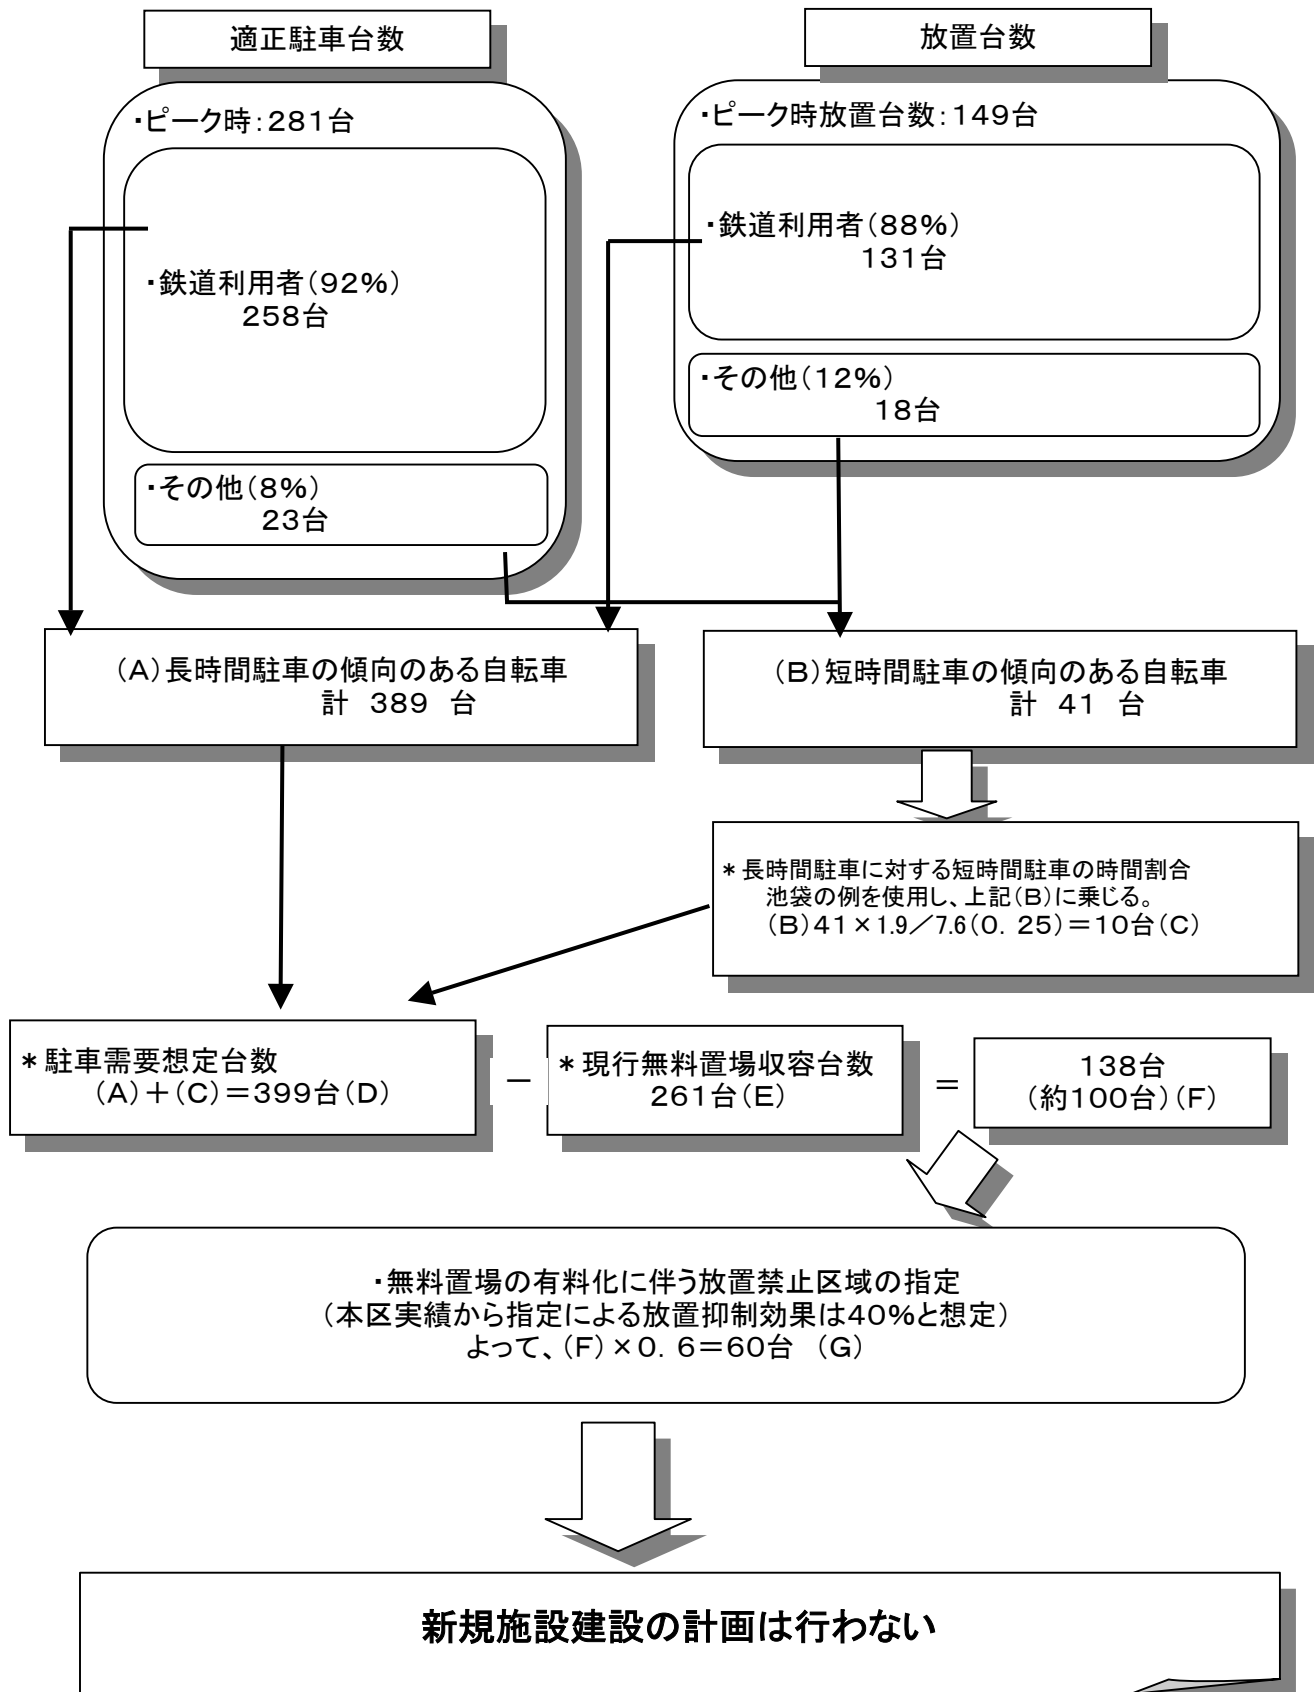 適正駐車台数
・ピーク時：281台
・鉄道利用者（92%）
258台
・その他（8%）
23台
放置台数
・ピーク時放置台数：149台
・鉄道利用者（88%）
131台
・その他（12%）
18台
（A）長時間駐車の傾向のある自転車
計　389　台
（B）短時間駐車の傾向のある自転車
計　41　台
＊長時間駐車に対する短時間駐車の時間割合
池袋の例を使用し、上記（B）に乗じる。
（B）41×1.9／7.6（0．25）＝10台（C）
＊駐車需要想定台数
（A）＋（C）＝399台（D）
－
＊現行無料置場収容台数
261台（E）
＝
138台
（約100台）（F）
・無料置場の有料化に伴う放置禁止区域の指定
（本区実績から指定による放置抑制効果は40%と想定）
よって、（F）×0．6＝60台　（G）
新規施設建設の計画は行わない